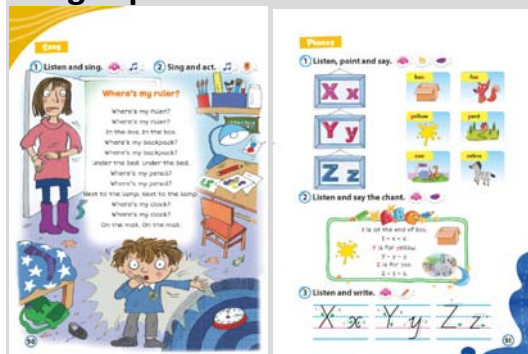 Song
1 Listen and sing.
2 Sing and act.
Where's my ruler?
Where's my ruler?
Where's my ruler?
In the box. In the box.
Where's my backpack?
Where's my backpack?
Under the bed. Under the bed.
Where's my pencil?
Where's my pencil?
Next to the lamp. Next to the lamp.
Where's my clock?
Where's my clock?
On the mat. On the mat.
50
Phonics
1 Listen, point and say.
X x
box
fox
Y y
yellow
yard
Z z
zoo
zebra
2 Listen and say the chant.
X is at the end of box,
X - x - x.
Y is for yellow.
Y - y - y.
Z is for zoo.
Z - z - z.
3 Listen and write.
X x Y y Z z
51